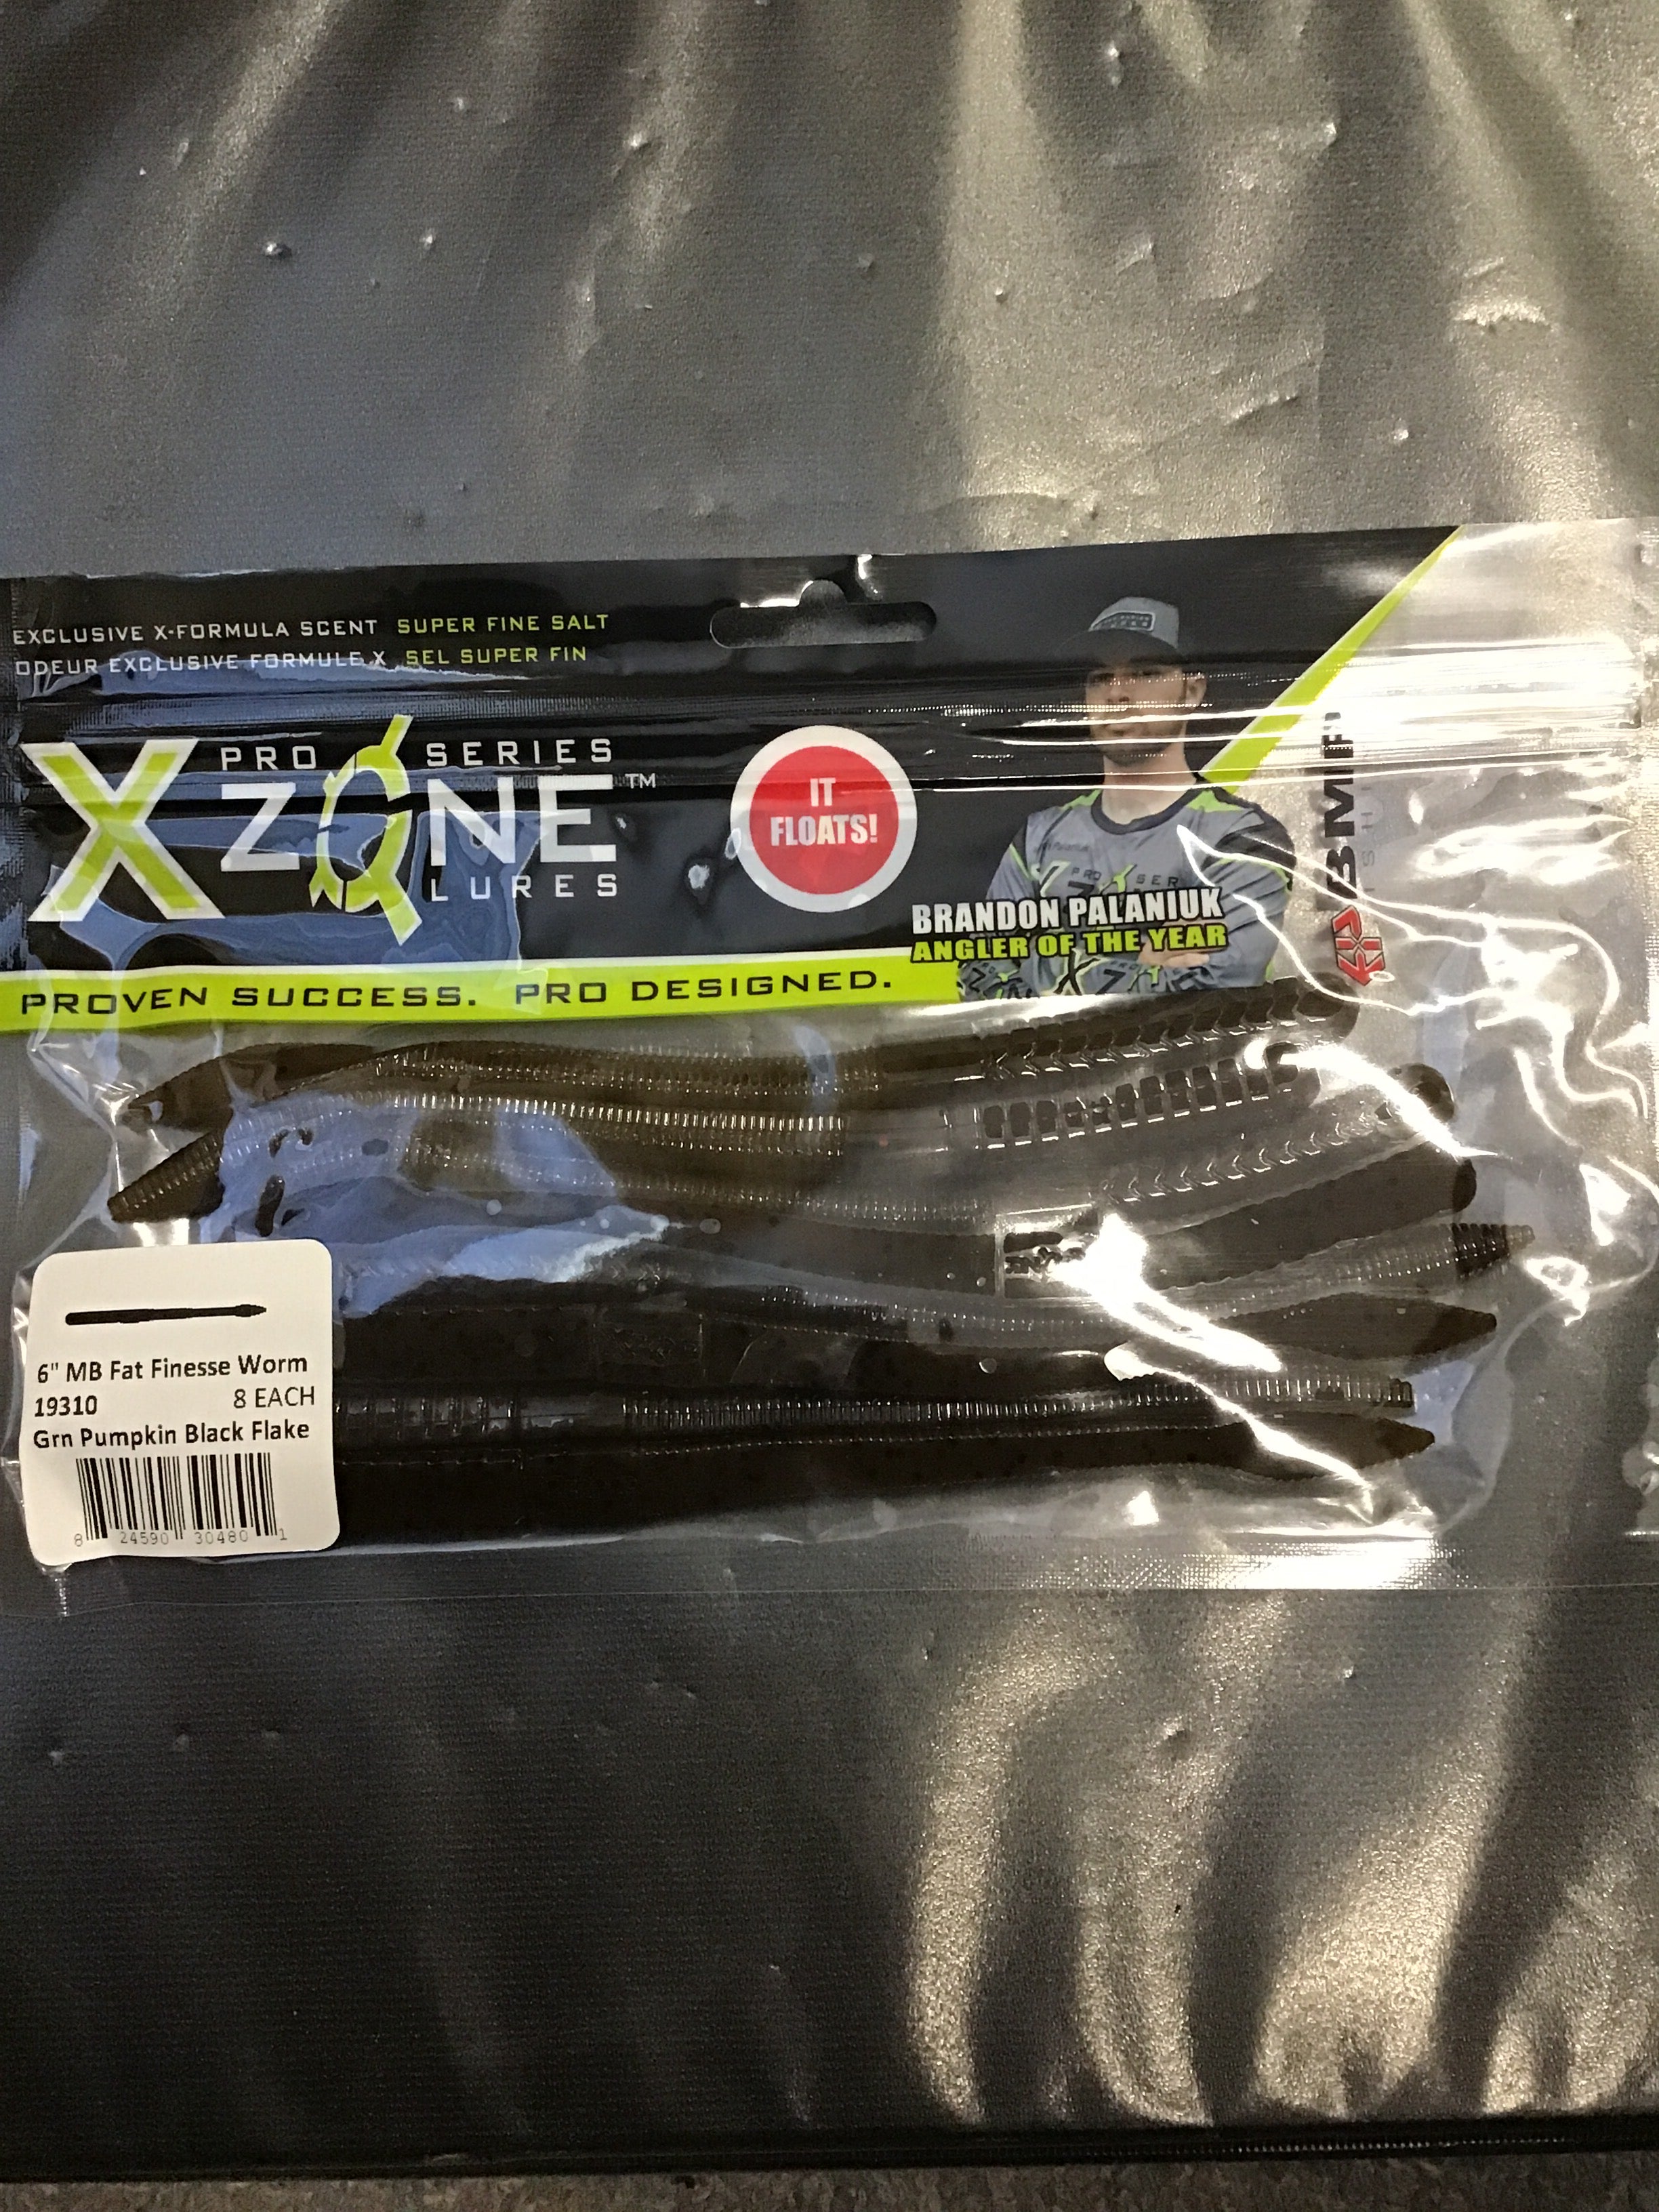 EXCLUSIVE X-FORMULA SCENT SUPER FINE SALT
ODEUR EXCLUSIVE FORMULE X SEL SUPER FIN
PRO SERIES
X ZONE™
LURES
IT
FLOATS!
BRANDON PALANIUK
ANGLER OF THE YEAR
PROVEN SUCCESS. PRO DESIGNED.
6" MB Fat Finesse Worm
19310 8 EACH
Grn Pumpkin Black Flake
8 24590 30480 1